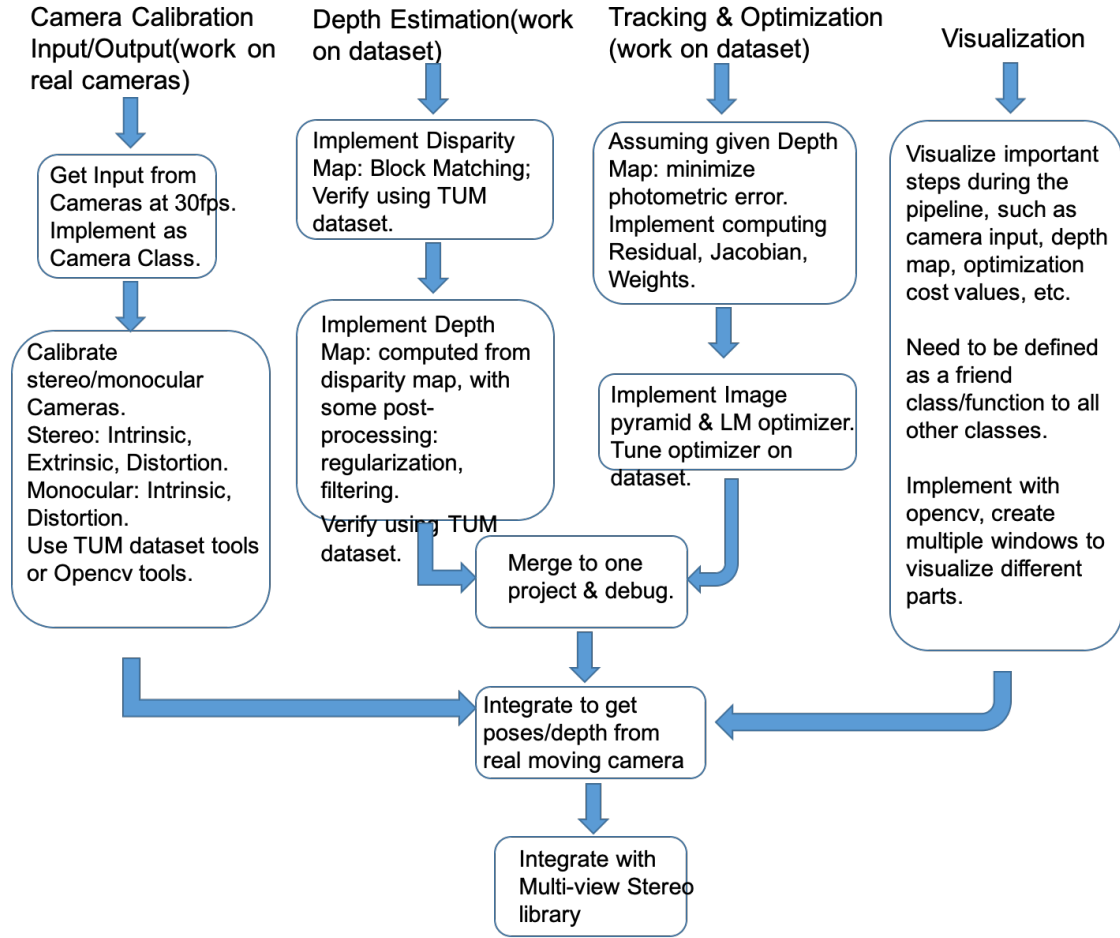 Camera Calibration
Input/Output(work on
real cameras)
Get Input from
Cameras at 30fps.
Implement as
Camera Class.
Calibrate
stereo/monocular
Cameras.
Stereo: Intrinsic,
Extrinsic, Distortion.
Monocular: Intrinsic,
Distortion.
Use TUM dataset tools
or Opencv tools.
Depth Estimation(work
on dataset)
Implement Disparity
Map: Block Matching;
Verify using TUM
dataset.
Implement Depth
Map: computed from
disparity map, with
some post-
processing:
regularization,
filtering.
Verify using TUM
dataset.
Tracking & Optimization
(work on dataset)
Assuming given Depth
Map: minimize
photometric error.
Implement computing
Residual, Jacobian,
Weights.
Implement Image
pyramid & LM optimizer.
Tune optimizer on
dataset.
Visualization
Visualize important
steps during the
pipeline, such as
camera input, depth
map, optimization
cost values, etc.
Need to be defined
as a friend
class/function to all
other classes.
Implement with
opencv, create
multiple windows to
visualize different
parts.
Merge to one
project & debug.
Integrate to get
poses/depth from
real moving camera
Integrate with
Multi-view Stereo
library